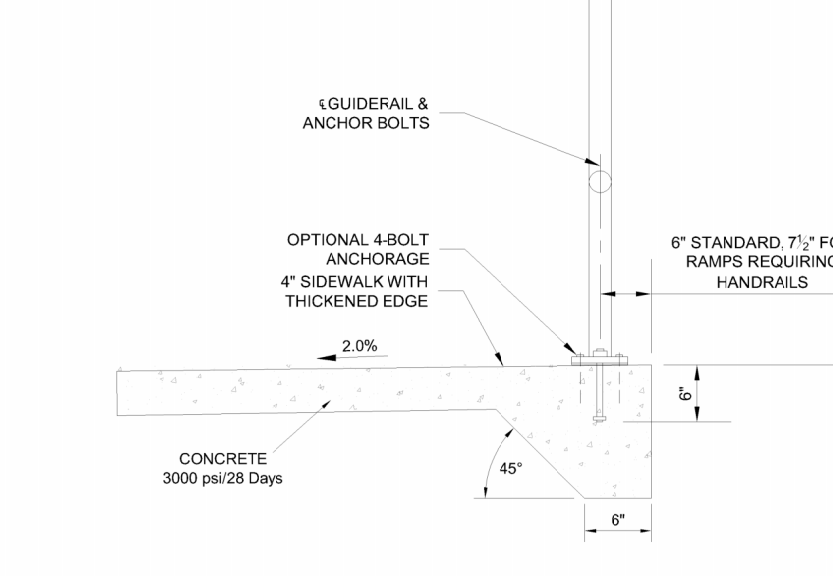 ℄GUIDERAIL &
ANCHOR BOLTS
OPTIONAL 4-BOLT
ANCHORAGE
6" STANDARD, 7½" FO
RAMPS REQUIRING
HANDRAILS
4" SIDEWALK WITH
THICKENED EDGE
2.0%
6"
CONCRETE
3000 psi/28 Days
45°
6"